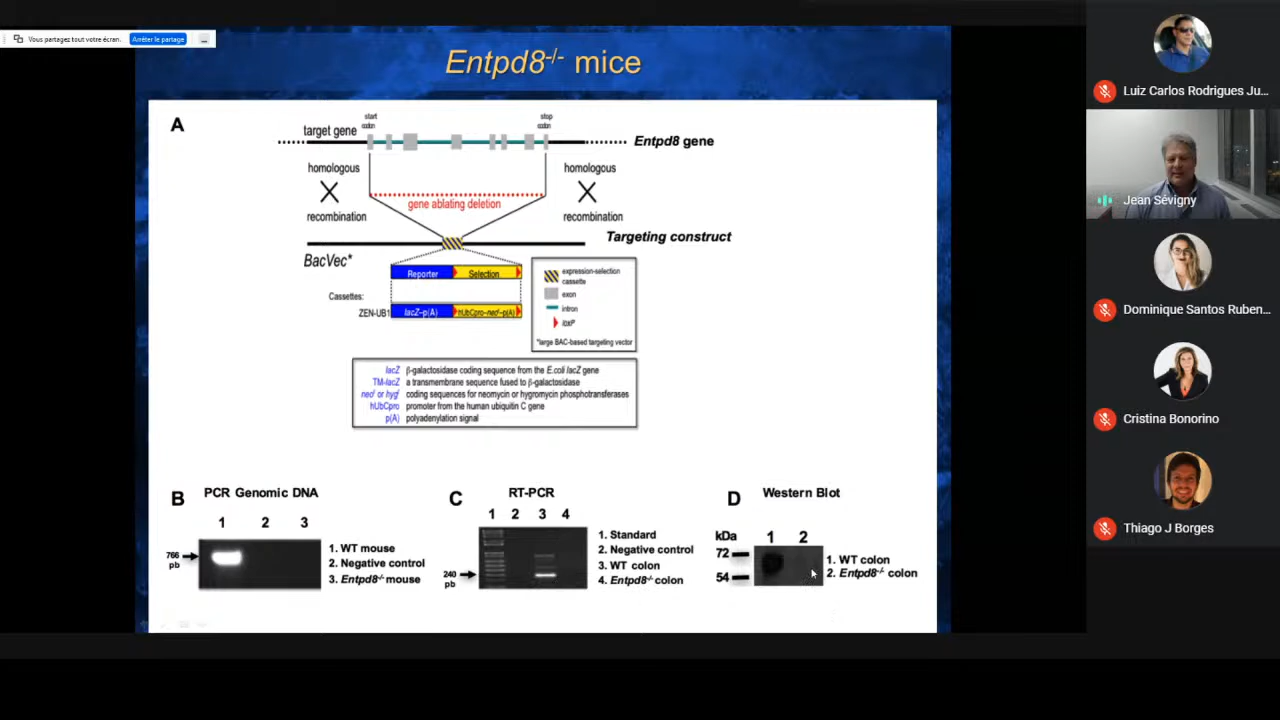 Vous partagez tout votre écran.
Arrêter le partage
...
Entpd8-/- mice
A
start
codon
stop
codon
target gene
Entpd8 gene
homologous
recombination
homologous
recombination
gene ablating deletion
Targeting construct
BacVec*
Reporter
Selection
Cassettes:
ZEN-UB1
lacZ-p(A)
hUbCpro-neoʳ-p(A)
expression-selection
cassette
exon
intron
loxP
*large BAC-based targeting vector
lacZ β-galactosidase coding sequence from the E.coli lacZ gene
TM-lacZ a transmembrane sequence fused to β-galactosidase
neoʳ or hygʳ coding sequences for neomycin or hygromycin phosphotransferases
hUbCpro promoter from the human ubiquitin C gene
p(A) polyadenylation signal
B PCR Genomic DNA
1 2 3
766
pb
1. WT mouse
2. Negative control
3. Entpd8-/- mouse
C RT-PCR
1 2 3 4
240
pb
1. Standard
2. Negative control
3. WT colon
4. Entpd8-/- colon
D Western Blot
kDa 1 2
72
54
1. WT colon
2. Entpd8-/- colon
Luiz Carlos Rodrigues Ju...
Jean Sévigny
Dominique Santos Ruben...
Cristina Bonorino
Thiago J Borges